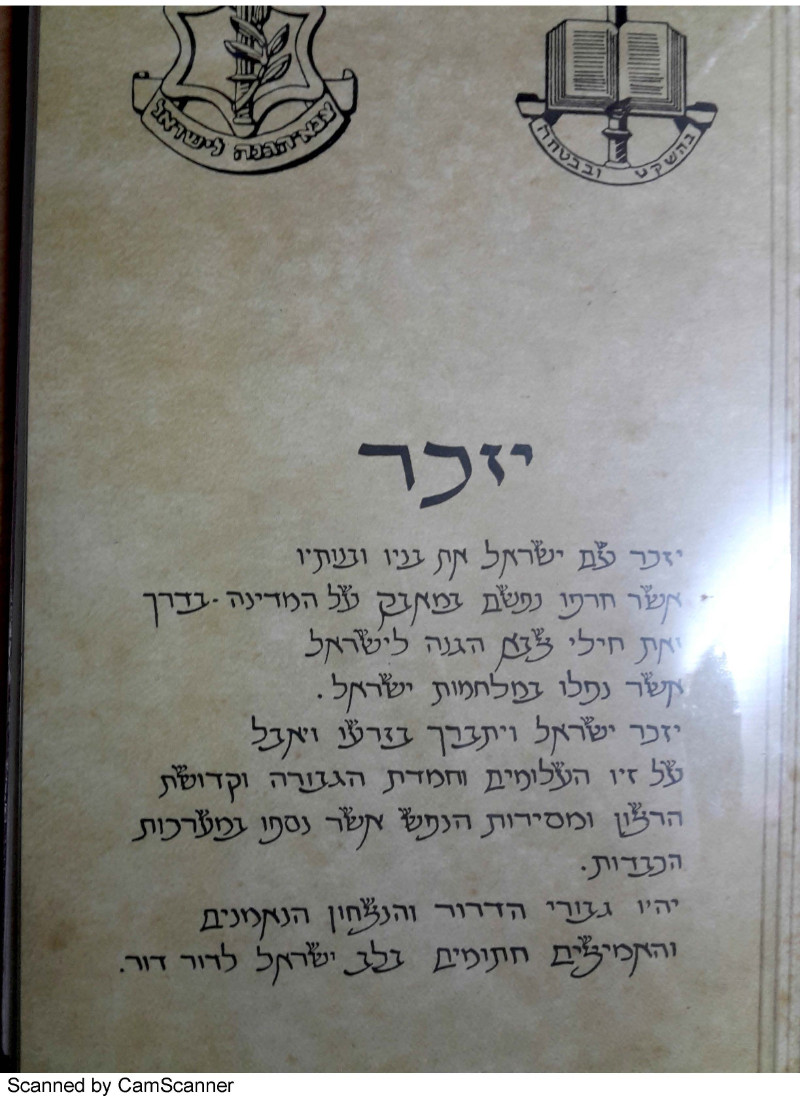 צבא הגנה לישראל
בהשקט ובבטחה
יזכר
יזכר עם ישראל את בניו ובנותיו
אשר חרפו נפשם במאבק על המדינה - בדרך
ואת חילי צבא הגנה לישראל
אשר נפלו במלחמות ישראל.
יזכר ישראל ויתברך בזרעו ויאבל
על זיו העלומים וחמדת הגבורה וקדושת
הרצון ומסירות הנפש אשר נספו במערכות
הכבדות.
יהיו גבורי הדרור והנצחון הנאמנים
והאמיצים חתומים בלב ישראל לדור דור.
Scanned by CamScanner